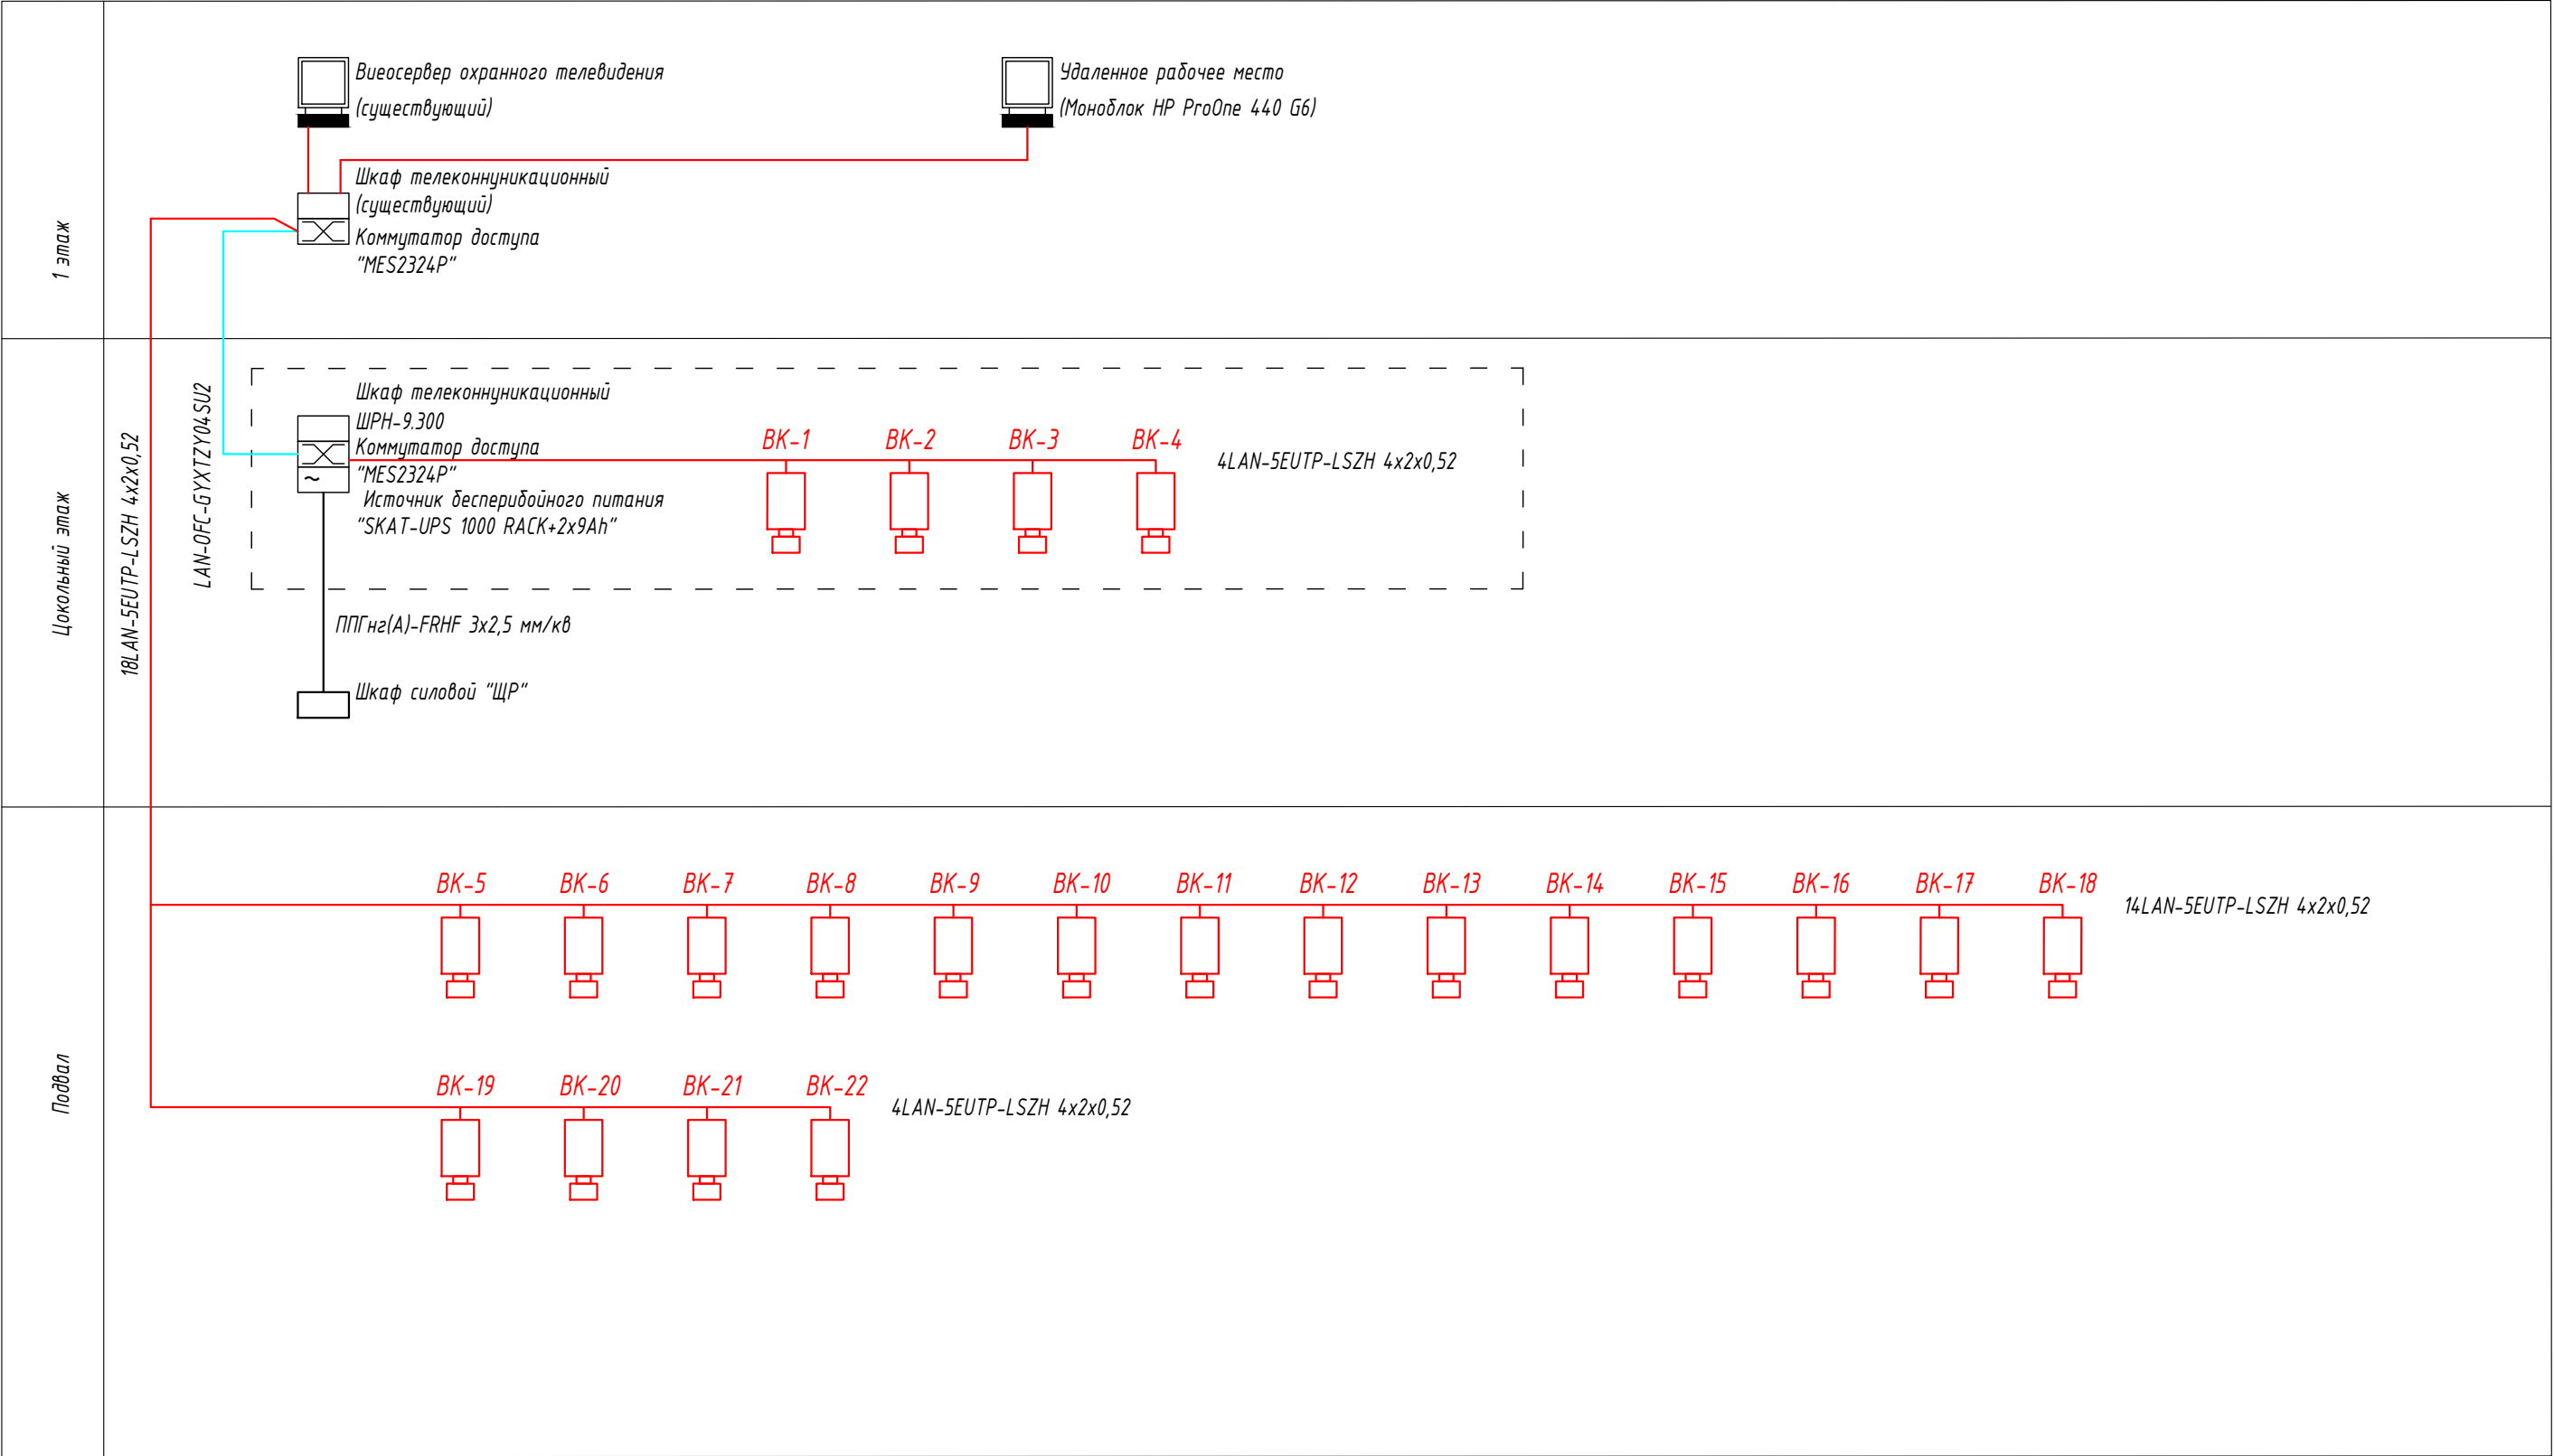 1 этаж
Виеосервер охранного телевидения
(существующий)
Удаленное рабочее место
(Моноблок HP ProOne 440 G6)
Шкаф телеконнуникационный
(существующий)
Коммутатор доступа
"MES2324P"
Цокольный этаж
18LAN-5EUTP-LSZH 4x2x0,52
LAN-OFC-GYXTZY04SU2
Шкаф телеконнуникационный
ШРН-9.300
Коммутатор доступа
"MES2324P"
Источник бесперибойного питания
"SKAT-UPS 1000 RACK+2x9Ah"
ВК-1
ВК-2
ВК-3
ВК-4
4LAN-5EUTP-LSZH 4x2x0,52
ППГнг(А)-FRHF 3x2,5 мм/кв
Шкаф силовой "ЩР"
Подвал
ВК-5
ВК-6
ВК-7
ВК-8
ВК-9
ВК-10
ВК-11
ВК-12
ВК-13
ВК-14
ВК-15
ВК-16
ВК-17
ВК-18
14LAN-5EUTP-LSZH 4x2x0,52
ВК-19
ВК-20
ВК-21
ВК-22
4LAN-5EUTP-LSZH 4x2x0,52